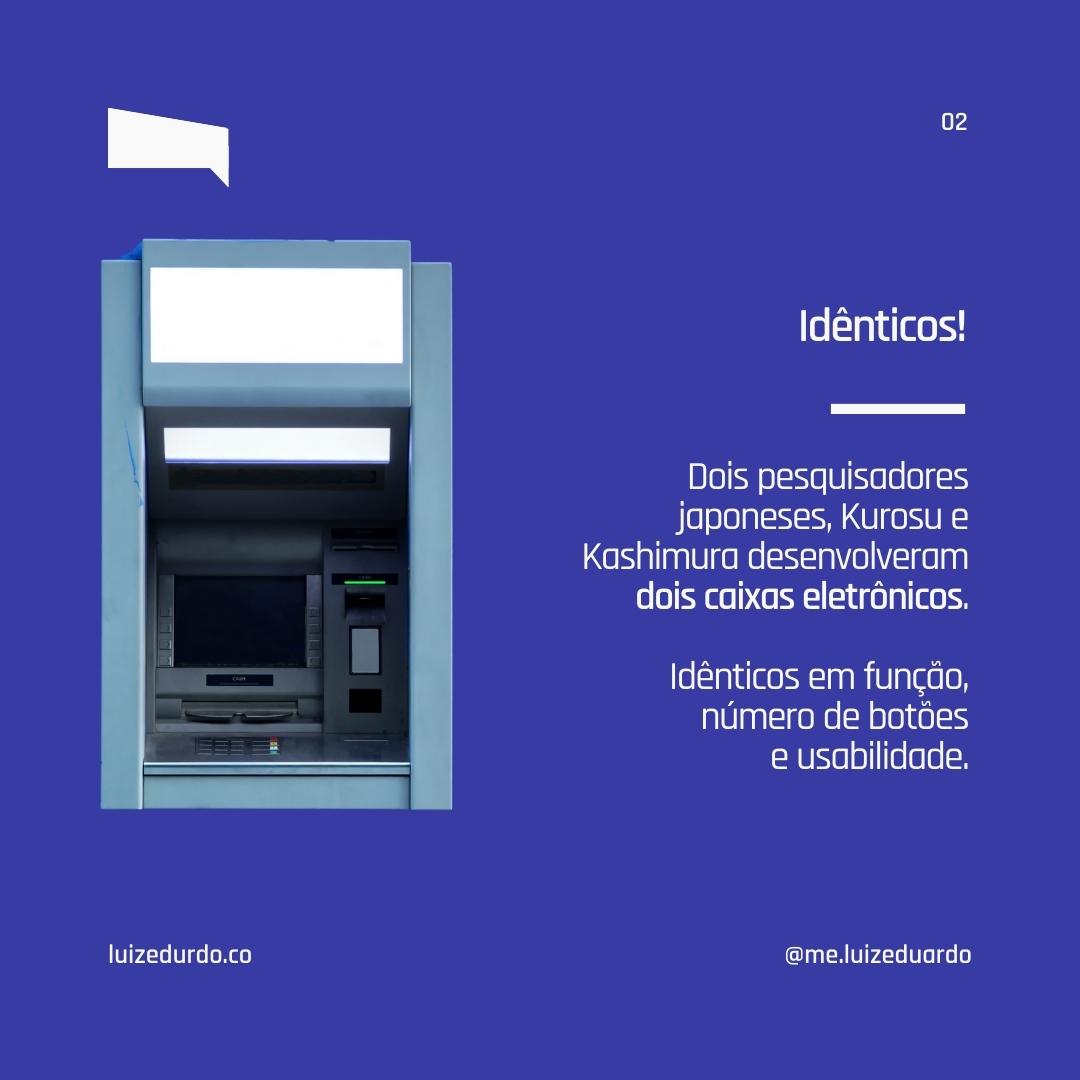 02
Idênticos!
Dois pesquisadores
japoneses, Kurosu e
Kashimura desenvolveram
dois caixas eletrônicos.
Idênticos em função,
número de botões
e usabilidade.
luizedurdo.co
@me.luizeduardo